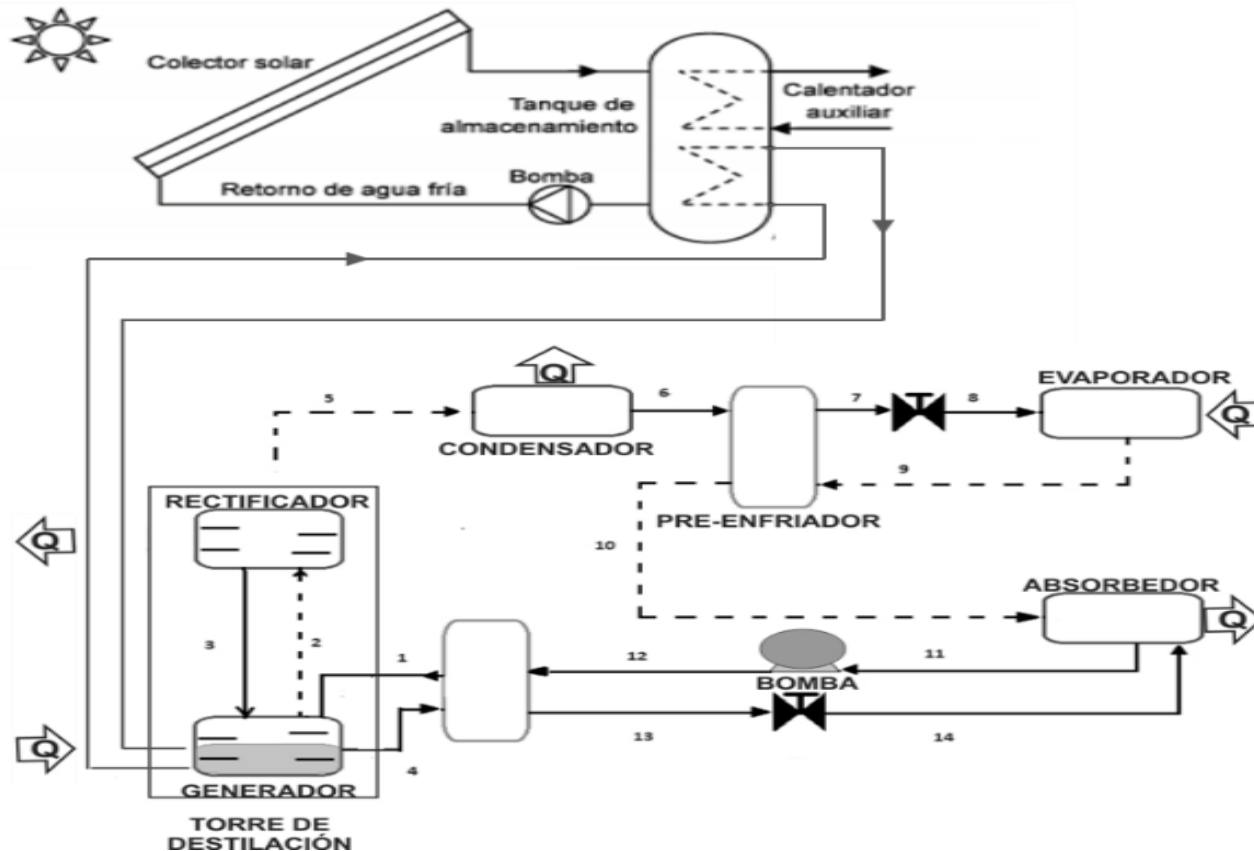 Colector solar
Tanque de
almacenamiento
Calentador
auxiliar
Bomba
Retorno de agua fría
Q
EVAPORADOR
5
6
7
8
Q
CONDENSADOR
9
RECTIFICADOR
PRE-ENFRIADOR
Q
10
ABSORBEDOR
Q
3
2
1
12
11
BOMBA
Q
13
14
4
GENERADOR
TORRE DE
DESTILACIÓN